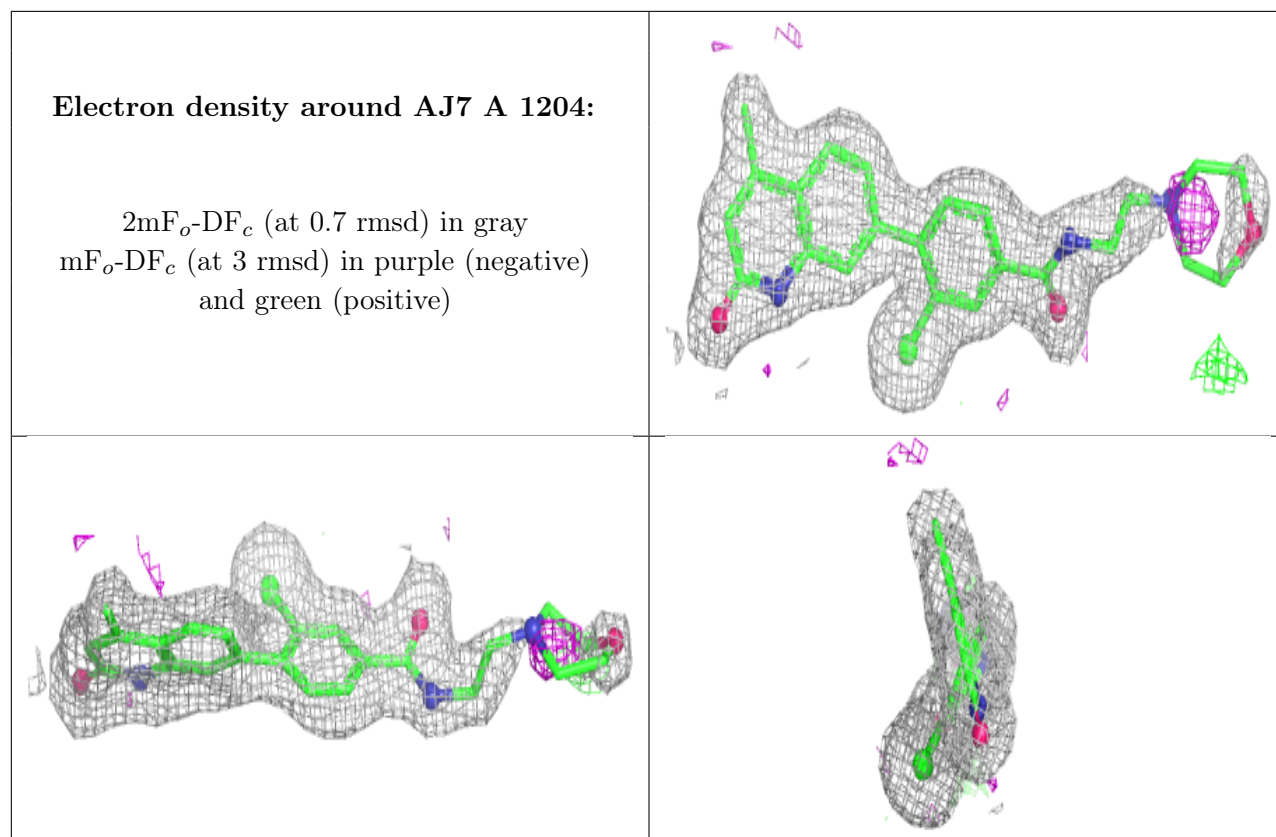 Electron density around AJ7 A 1204:
2mFo-DFc (at 0.7 rmsd) in gray
mFo-DFc (at 3 rmsd) in purple (negative)
and green (positive)